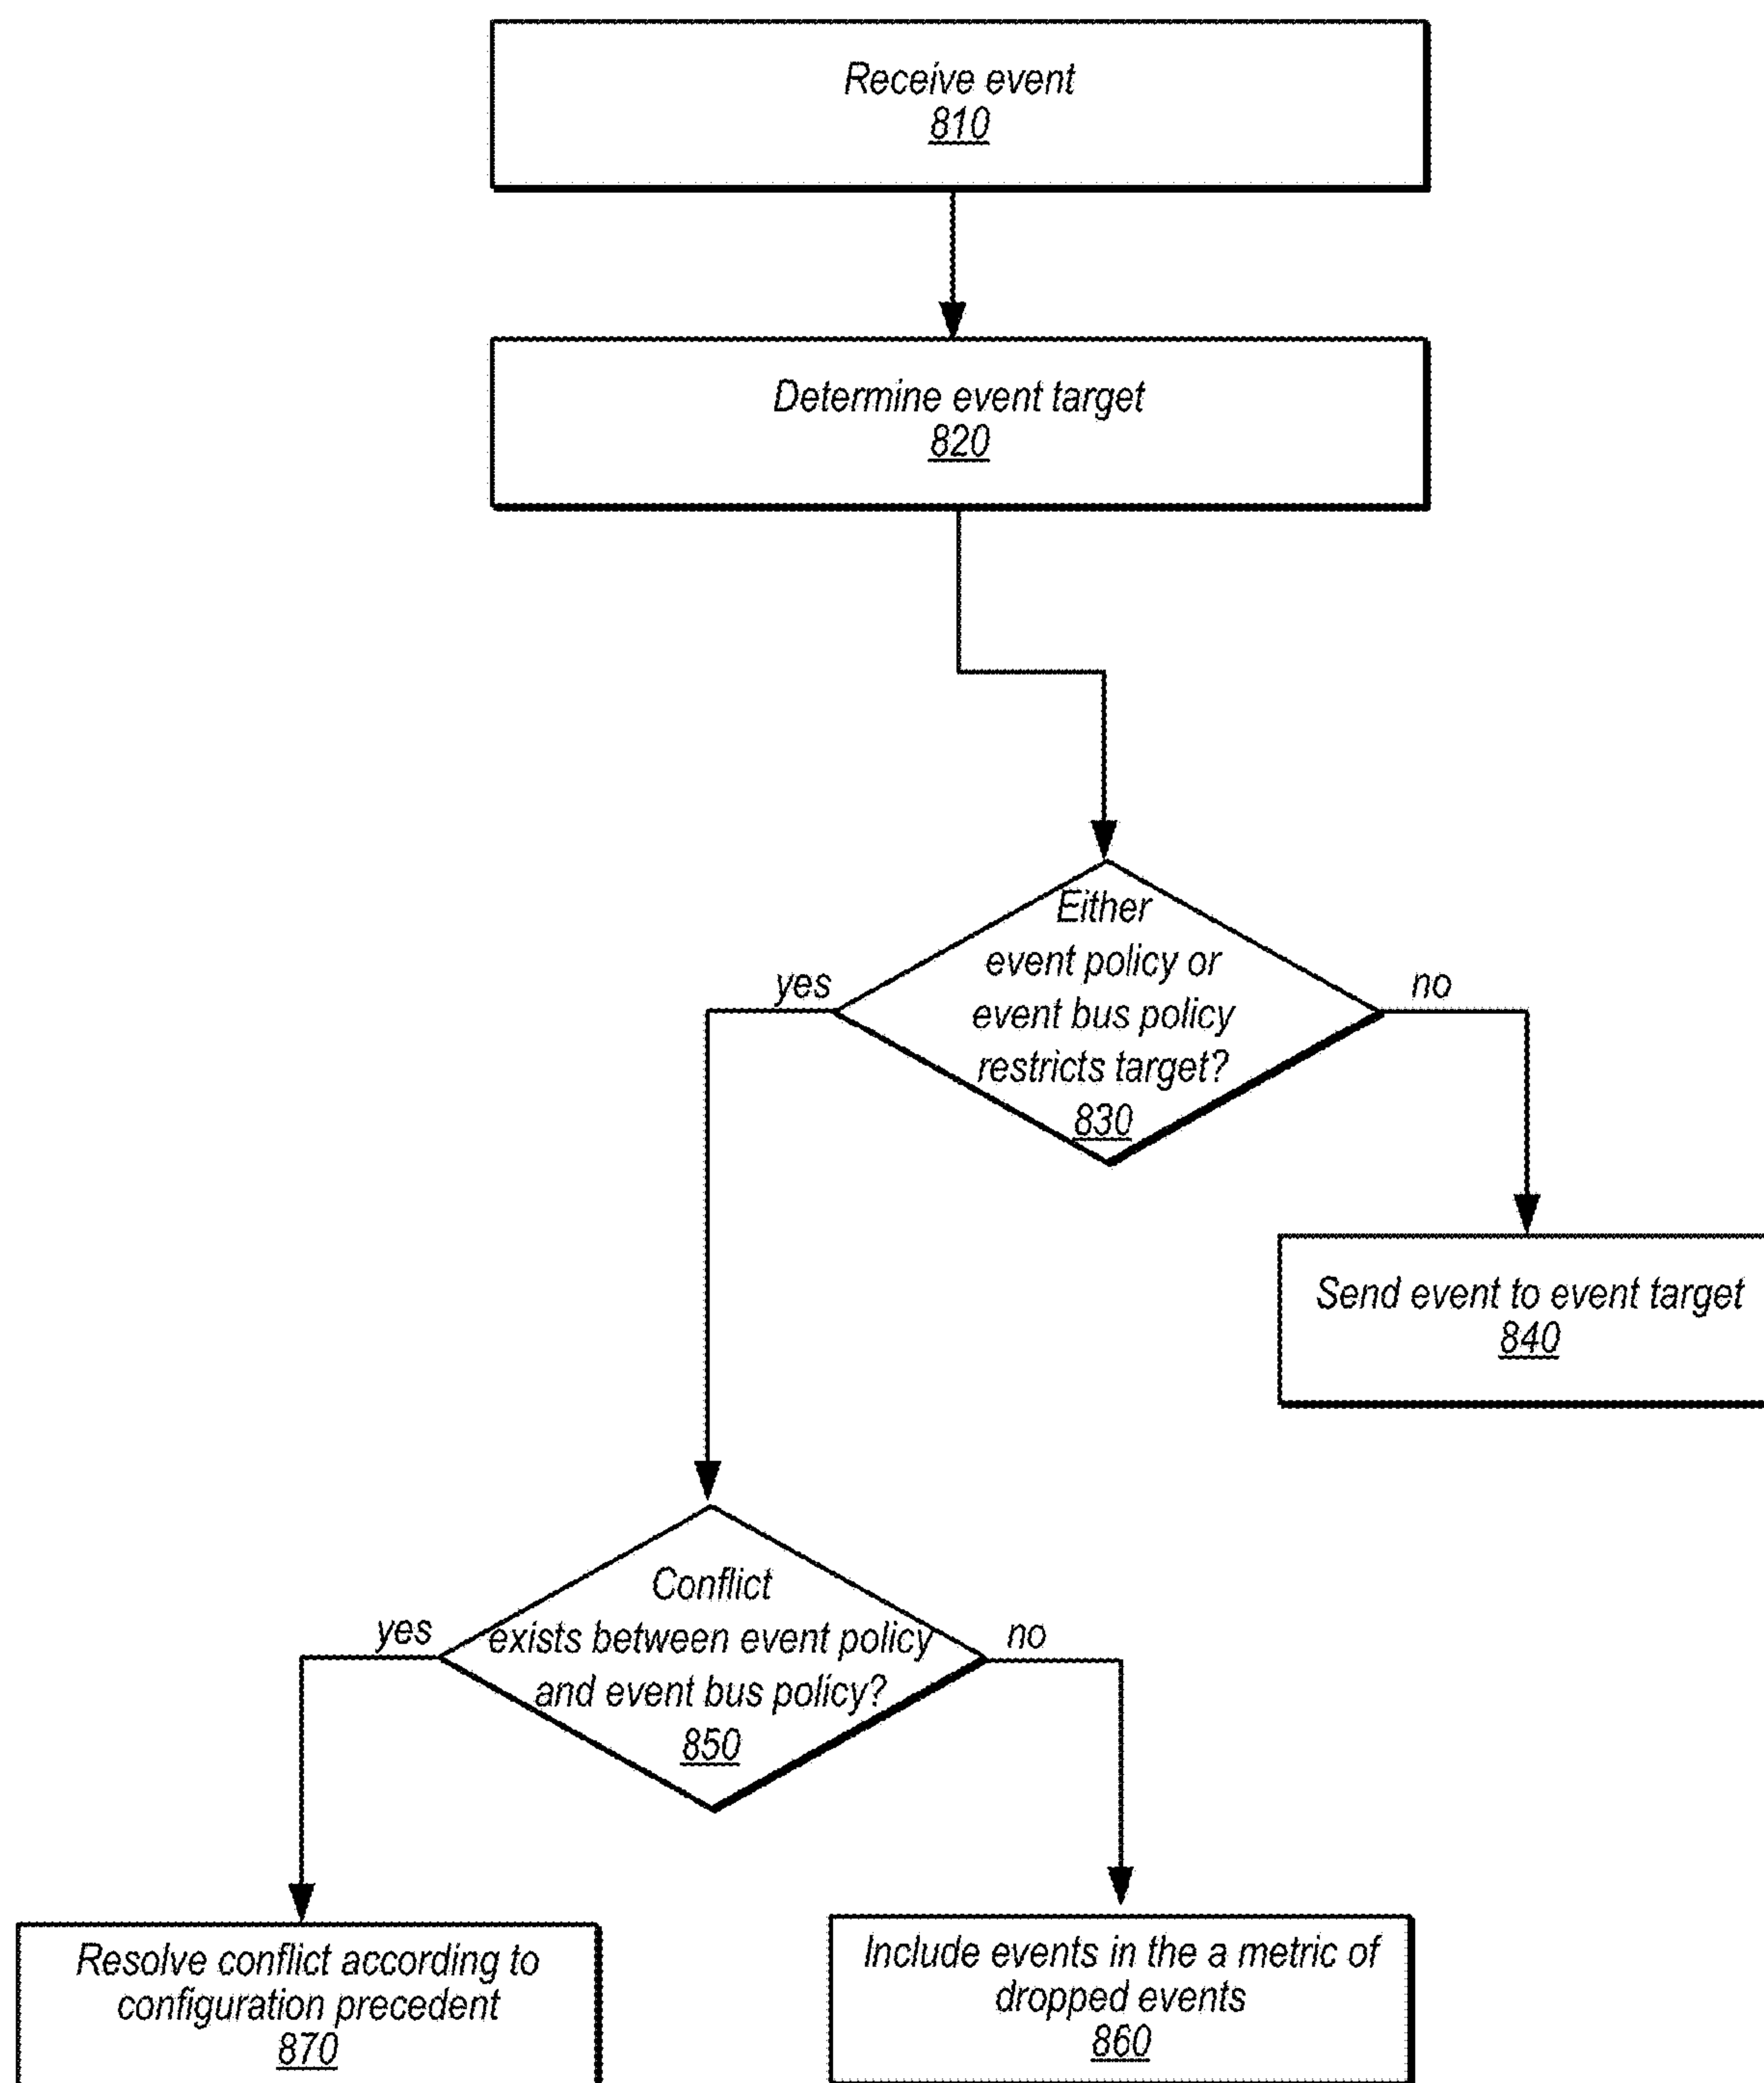 Receive event
810
Determine event target
820
Either
event policy or
event bus policy
restricts target?
830
yes
no
Send event to event target
840
Conflict
exists between event policy
and event bus policy?
850
yes
no
Resolve conflict according to
configuration precedent
870
Include events in the a metric of
dropped events
860